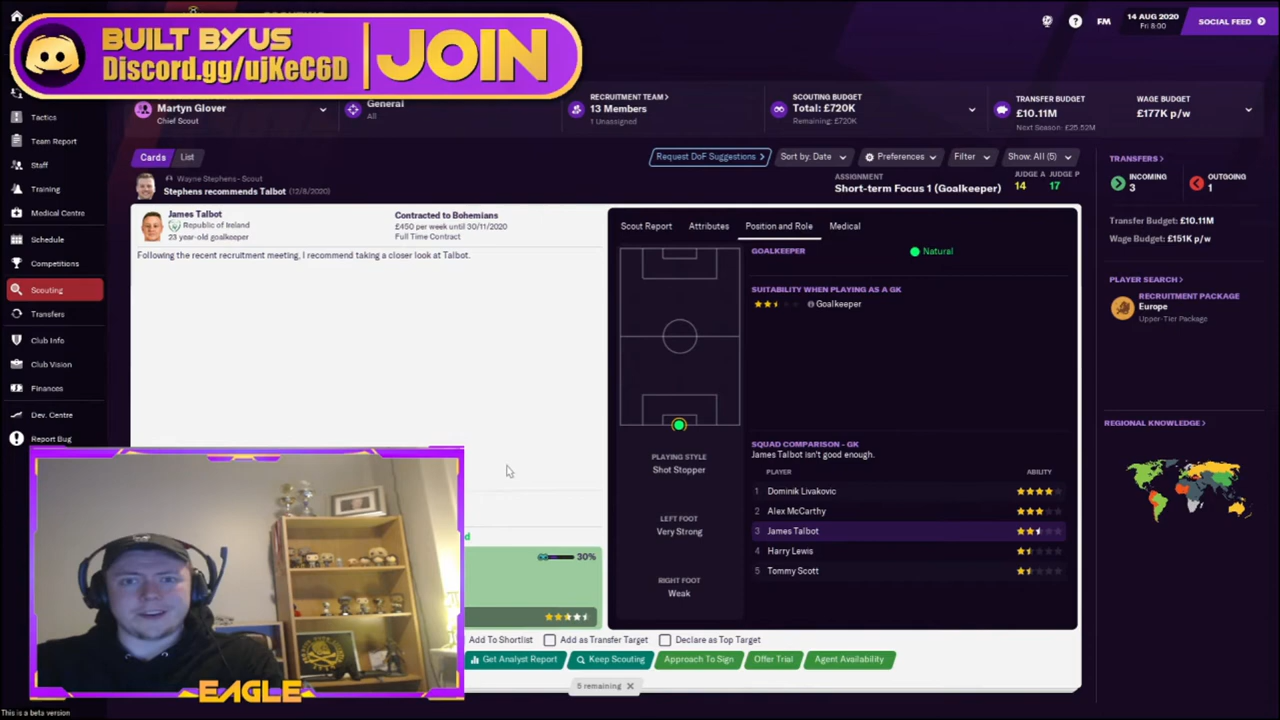 BUILT BY US
Discord.gg/ujKeC6D
JOIN
14 AUG 2020
Fri 8:00
FM
SOCIAL FEED
Martyn Glover
Chief Scout
General
All
RECRUITMENT TEAM >
13 Members
1 Unassigned
SCOUTING BUDGET
Total: £720K
Remaining: £720K
TRANSFER BUDGET
£10.11M
Next Season: £25.52M
WAGE BUDGET
£177K p/w
Tactics
Team Report
Staff
Training
Medical Centre
Schedule
Competitions
Scouting
Transfers
Club Info
Club Vision
Finances
Dev. Centre
Report Bug
Cards
List
Request DoF Suggestions >
Sort by: Date
Preferences
Filter
Show: All (5)
Wayne Stephens - Scout
Stephens recommends Talbot (12/8/2020)
ASSIGNMENT
Short-term Focus 1 (Goalkeeper)
JUDGE A
14
JUDGE P
17
James Talbot
Republic of Ireland
23 year-old goalkeeper
Contracted to Bohemians
£450 per week until 30/11/2020
Full Time Contract
Following the recent recruitment meeting, I recommend taking a closer look at Talbot.
Scout Report
Attributes
Position and Role
Medical
GOALKEEPER
Natural
SUITABILITY WHEN PLAYING AS A GK
Goalkeeper
PLAYING STYLE
Shot Stopper
LEFT FOOT
Very Strong
RIGHT FOOT
Weak
SQUAD COMPARISON - GK
James Talbot isn't good enough.
PLAYER
ABILITY
1 Dominik Livakovic
2 Alex McCarthy
3 James Talbot
4 Harry Lewis
5 Tommy Scott
30%
Add To Shortlist
Add as Transfer Target
Declare as Top Target
Get Analyst Report
Keep Scouting
Approach To Sign
Offer Trial
Agent Availability
5 remaining
TRANSFERS >
INCOMING
3
OUTGOING
1
Transfer Budget: £10.11M
Wage Budget: £151K p/w
PLAYER SEARCH >
RECRUITMENT PACKAGE
Europe
Upper-Tier Package
REGIONAL KNOWLEDGE >
EAGLE
This is a beta version